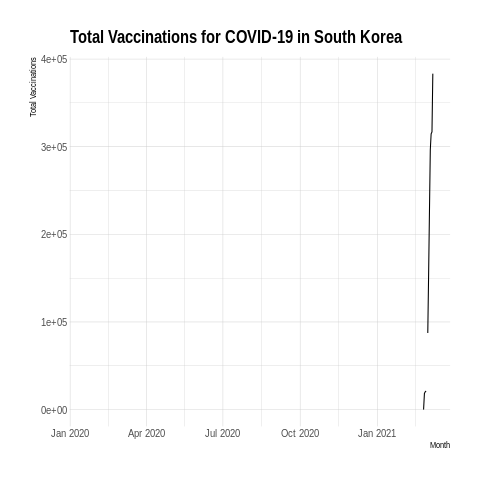 Total Vaccinations for COVID-19 in South Korea
Total Vaccinations
4e+05
3e+05
2e+05
1e+05
0e+00
Jan 2020 Apr 2020 Jul 2020 Oct 2020 Jan 2021
Month